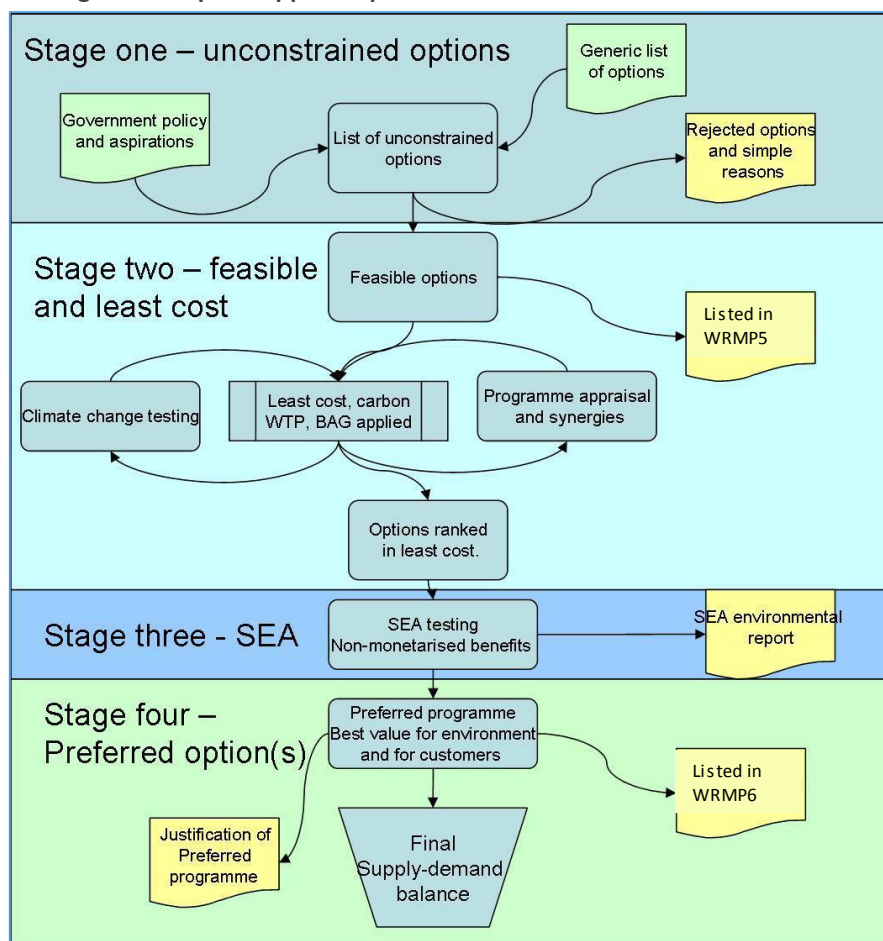 Stage one – unconstrained options
Generic list
of options
Government policy
and aspirations
List of unconstrained
options
Rejected options
and simple
reasons
Stage two – feasible
and least cost
Feasible options
Listed in
WRMP5
Climate change testing
Least cost, carbon
WTP, BAG applied
Programme appraisal
and synergies
Options ranked
in least cost.
Stage three - SEA
SEA testing
Non-monetarised benefits
SEA environmental
report
Stage four –
Preferred option(s)
Preferred programme
Best value for environment
and for customers
Listed in
WRMP6
Justification of
Preferred
programme
Final
Supply-demand
balance